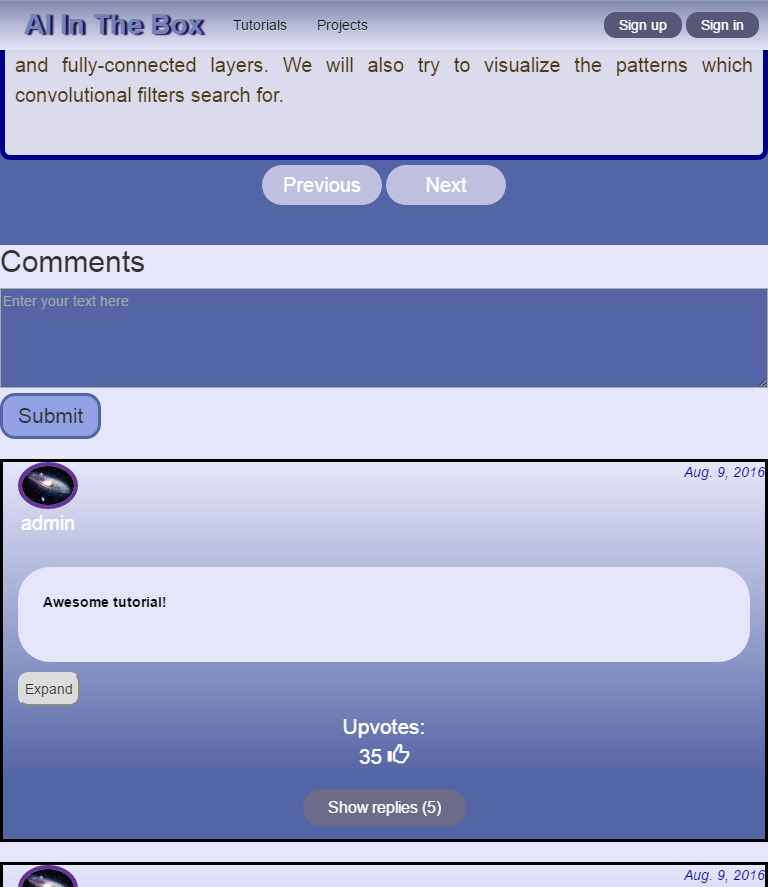 AI In The Box Tutorials Projects Sign up Sign in
and fully-connected layers. We will also try to visualize the patterns which
convolutional filters search for.
Previous Next
Comments
Enter your text here
Submit
Aug. 9, 2016
admin
Awesome tutorial!
Expand
Upvotes:
35
Show replies (5)
Aug. 9, 2016